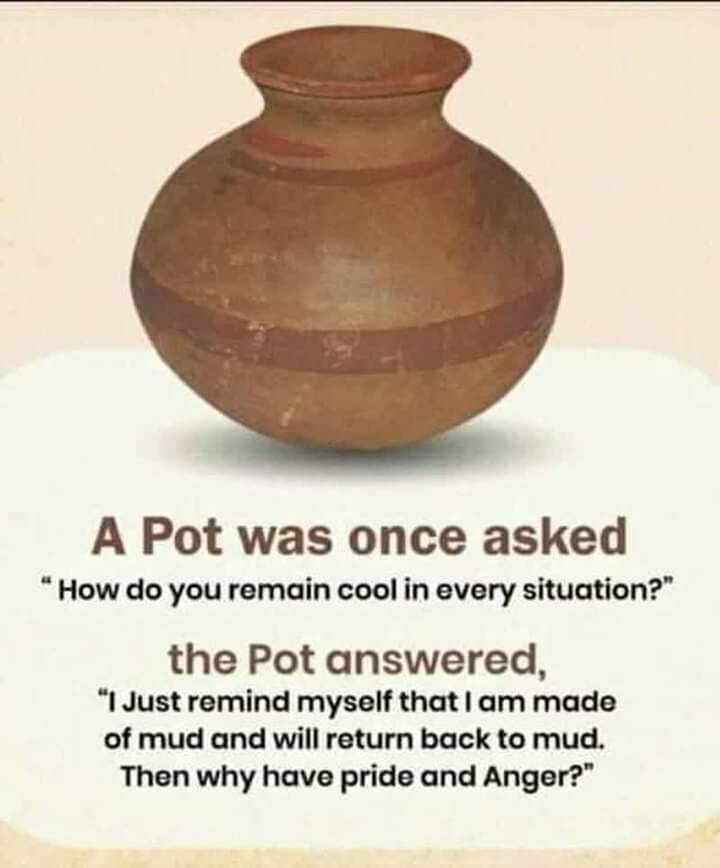 A Pot was once asked
“ How do you remain cool in every situation?”
the Pot answered,
“I Just remind myself that I am made
of mud and will return back to mud.
Then why have pride and Anger?”